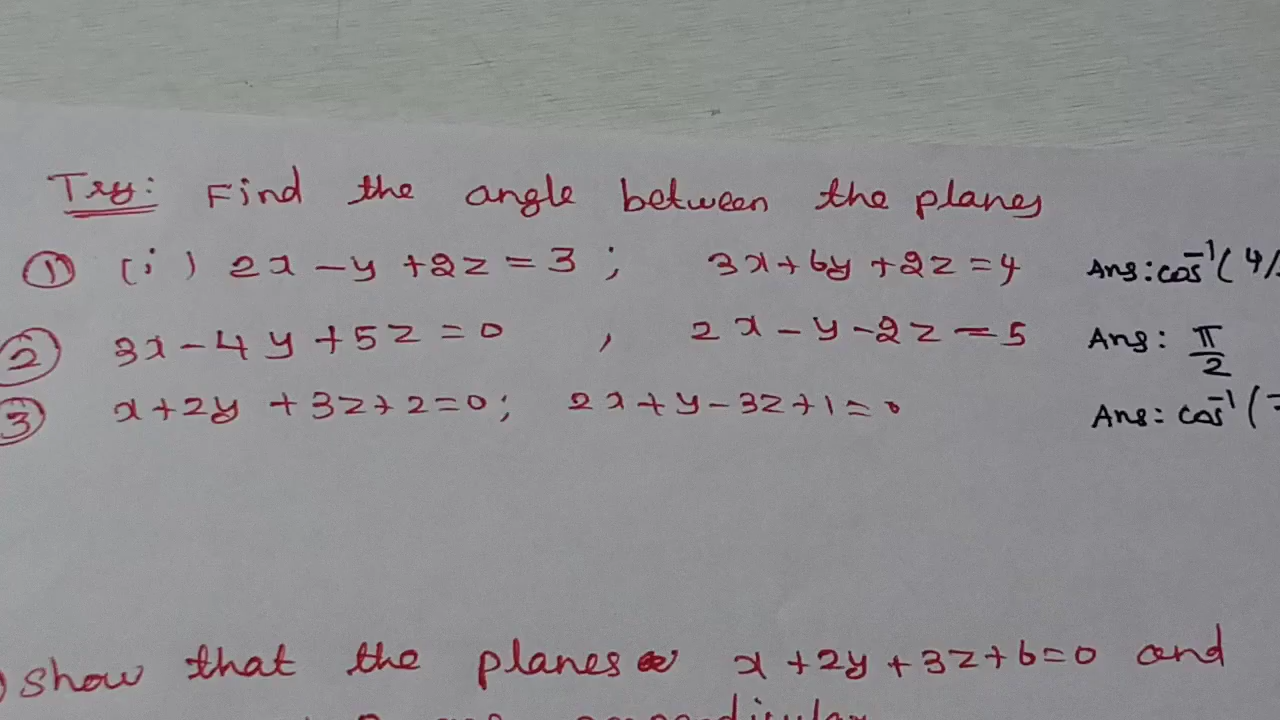 Try: Find the angle between the planes
① (i) 2x - y + 2z = 3 ; 3x + 6y + 2z = 4 Ans: cos⁻¹(4/
② 3x - 4y + 5z = 0 , 2x - y - 2z = 5 Ans: π/2
③ x + 2y + 3z + 2 = 0 ; 2x + y - 3z + 1 = 0 Ans: cos⁻¹(
) show that the planes x + 2y + 3z + 6 = 0 and